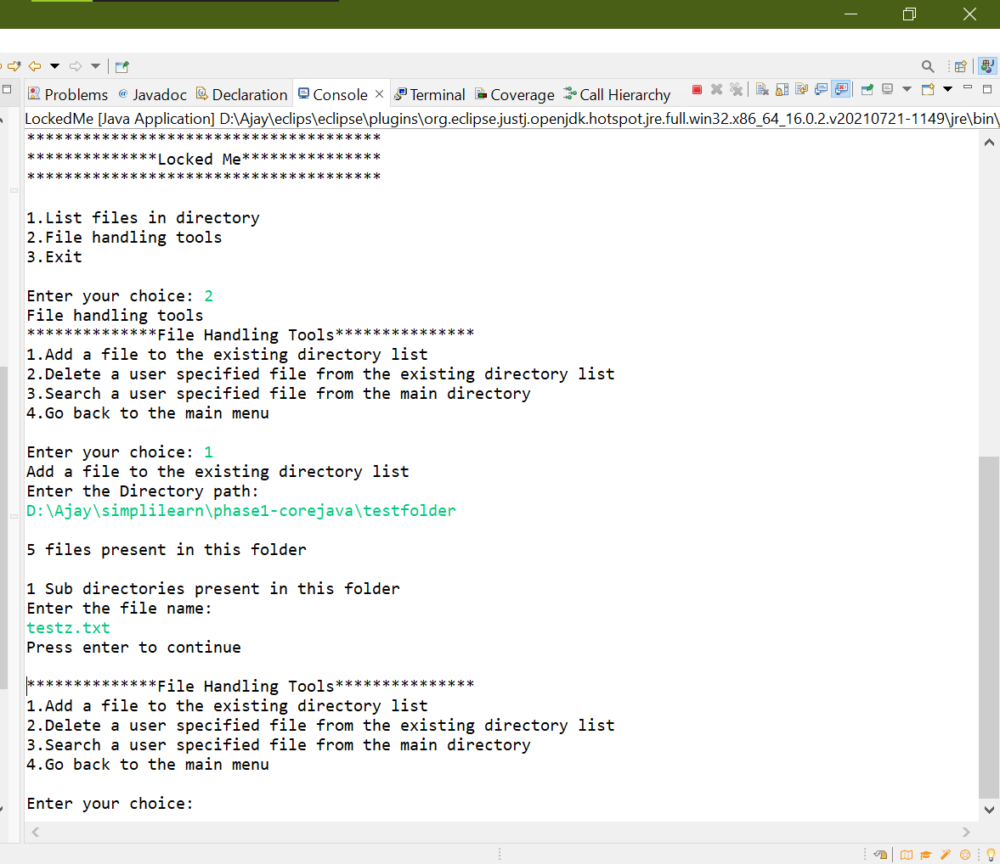 Problems @ Javadoc Declaration Console Terminal Coverage Call Hierarchy
LockedMe [Java Application] D:\Ajay\eclips\eclipse\plugins\org.eclipse.justj.openjdk.hotspot.jre.full.win32.x86_64_16.0.2.v20210721-1149\jre\bin\
**************************************
**************Locked Me***************
**************************************
1.List files in directory
2.File handling tools
3.Exit
Enter your choice: 2
File handling tools
**************File Handling Tools***************
1.Add a file to the existing directory list
2.Delete a user specified file from the existing directory list
3.Search a user specified file from the main directory
4.Go back to the main menu
Enter your choice: 1
Add a file to the existing directory list
Enter the Directory path:
D:\Ajay\simplilearn\phase1-corejava\testfolder
5 files present in this folder
1 Sub directories present in this folder
Enter the file name:
testz.txt
Press enter to continue
**************File Handling Tools***************
1.Add a file to the existing directory list
2.Delete a user specified file from the existing directory list
3.Search a user specified file from the main directory
4.Go back to the main menu
Enter your choice: